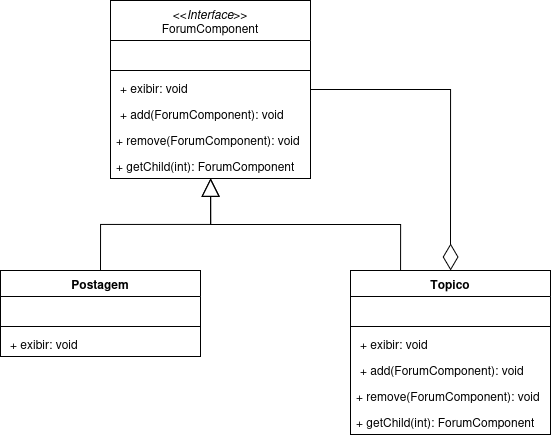 <<Interface>>
ForumComponent
+ exibir: void
+ add(ForumComponent): void
+ remove(ForumComponent): void
+ getChild(int): ForumComponent
Postagem
+ exibir: void
Topico
+ exibir: void
+ add(ForumComponent): void
+ remove(ForumComponent): void
+ getChild(int): ForumComponent